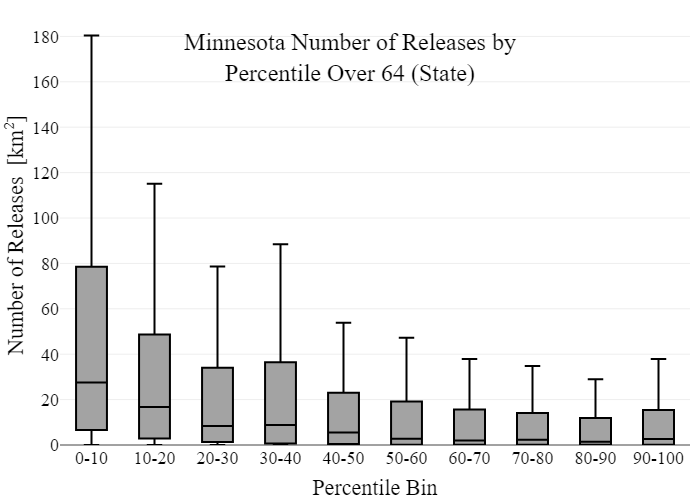 Minnesota Number of Releases by
Percentile Over 64 (State)
Number of Releases [km²]
180
160
140
120
100
80
60
40
20
0
0-10 10-20 20-30 30-40 40-50 50-60 60-70 70-80 80-90 90-100
Percentile Bin